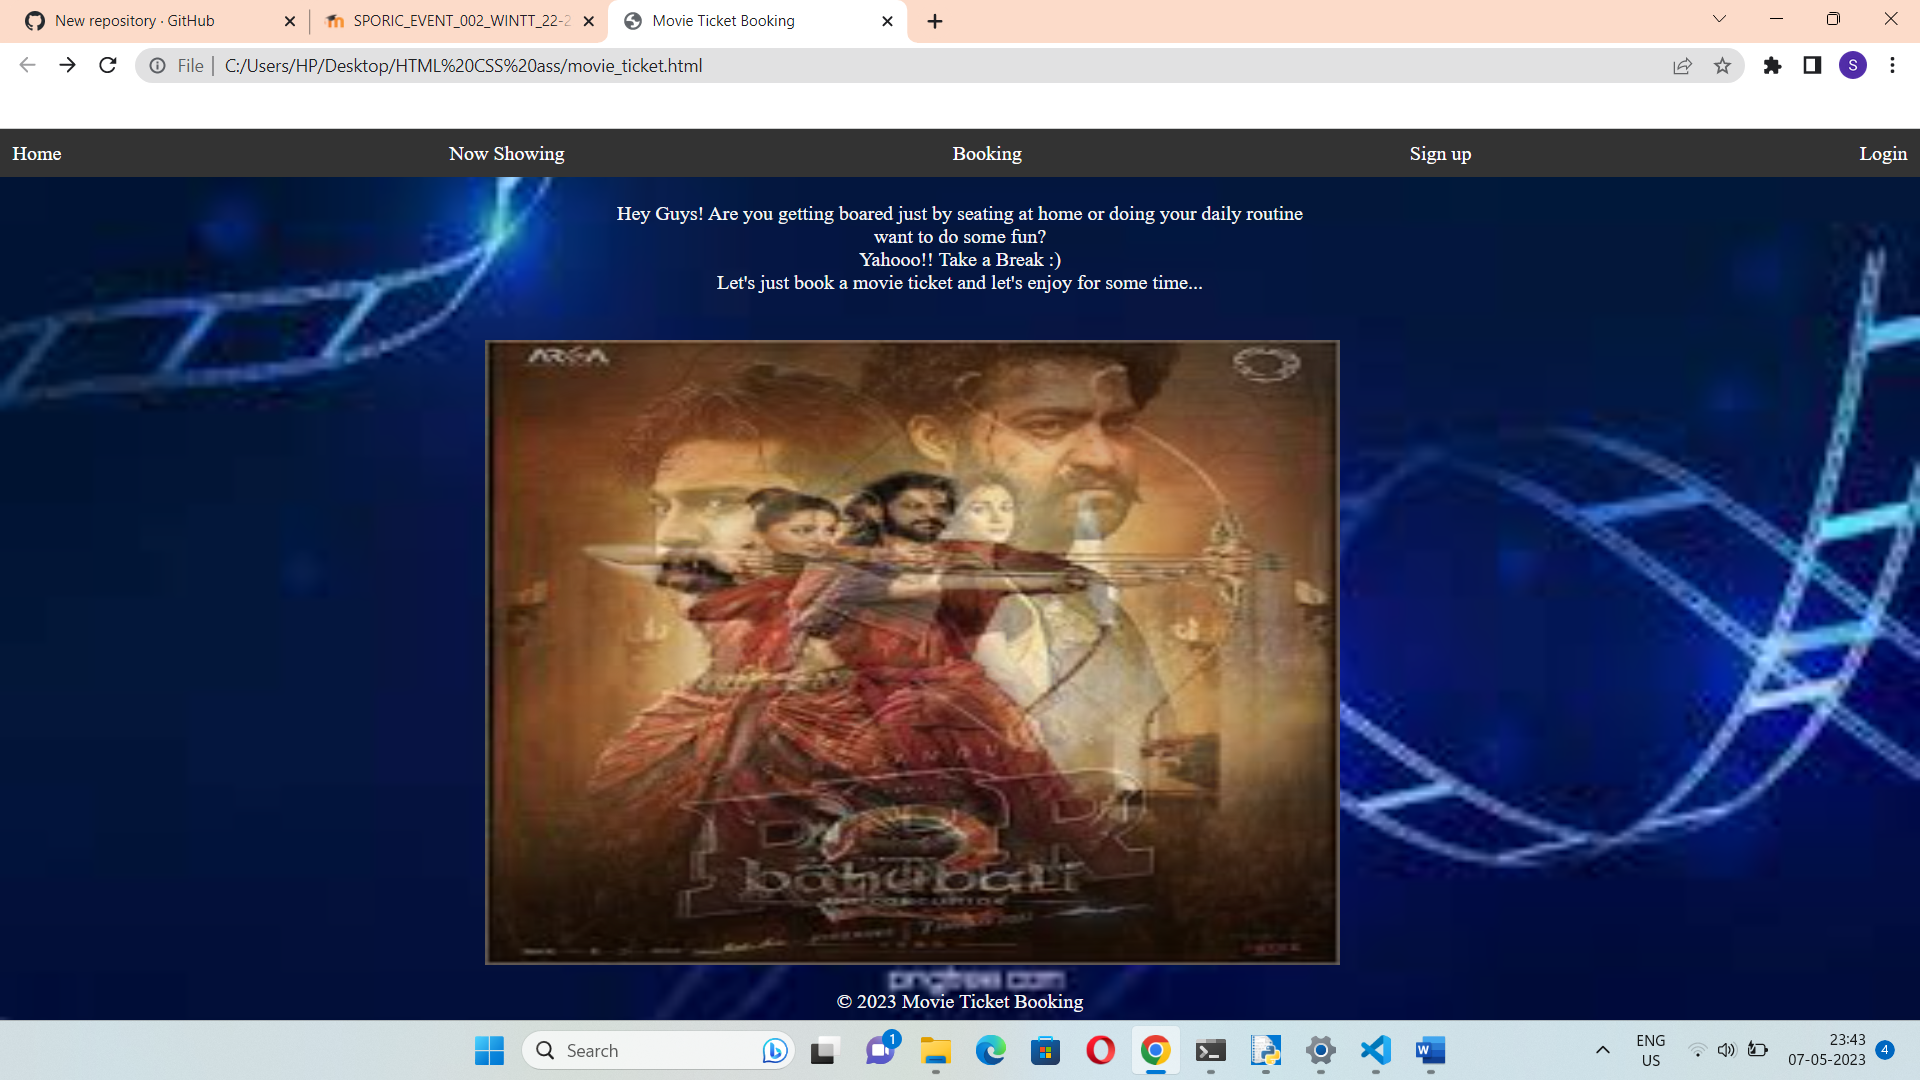 New repository · GitHub
SPORIC_EVENT_002_WINTT_22-2
Movie Ticket Booking
File
C:/Users/HP/Desktop/HTML%20CSS%20ass/movie_ticket.html
S
Home
Now Showing
Booking
Sign up
Login
Hey Guys! Are you getting boared just by seating at home or doing your daily routine
want to do some fun?
Yahooo!! Take a Break :)
Let's just book a movie ticket and let's enjoy for some time...
ARKA
bahubali
pngtree.com
© 2023 Movie Ticket Booking
Search
1
ENG
US
23:43
07-05-2023
4